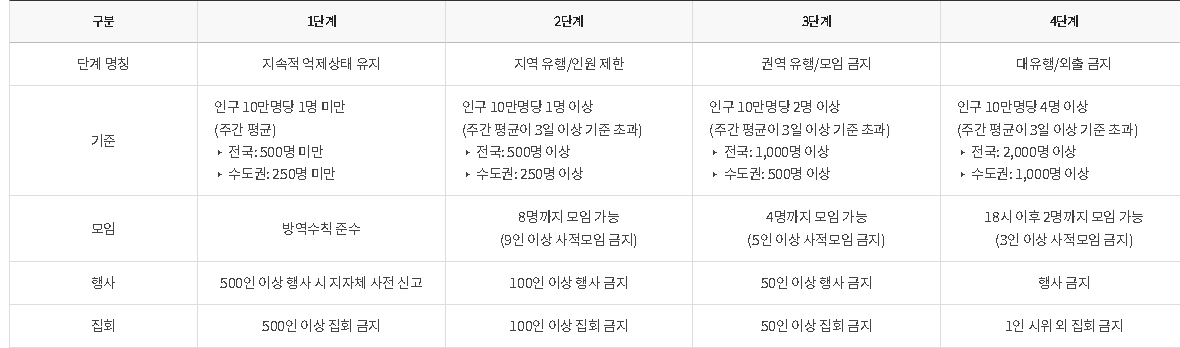 구분 1단계 2단계 3단계 4단계
단계 명칭 지속적 억제상태 유지 지역 유행/인원 제한 권역 유행/모임 금지 대유행/외출 금지
기준
인구 10만명당 1명 미만
(주간 평균)
▸ 전국: 500명 미만
▸ 수도권: 250명 미만
인구 10만명당 1명 이상
(주간 평균이 3일 이상 기준 초과)
▸ 전국: 500명 이상
▸ 수도권: 250명 이상
인구 10만명당 2명 이상
(주간 평균이 3일 이상 기준 초과)
▸ 전국: 1,000명 이상
▸ 수도권: 500명 이상
인구 10만명당 4명 이상
(주간 평균이 3일 이상 기준 초과)
▸ 전국: 2,000명 이상
▸ 수도권: 1,000명 이상
모임
방역수칙 준수
8명까지 모임 가능
(9인 이상 사적모임 금지)
4명까지 모임 가능
(5인 이상 사적모임 금지)
18시 이후 2명까지 모임 가능
(3인 이상 사적모임 금지)
행사 500인 이상 행사 시 지자체 사전 신고 100인 이상 행사 금지 50인 이상 행사 금지 행사 금지
집회 500인 이상 집회 금지 100인 이상 집회 금지 50인 이상 집회 금지 1인 시위 외 집회 금지